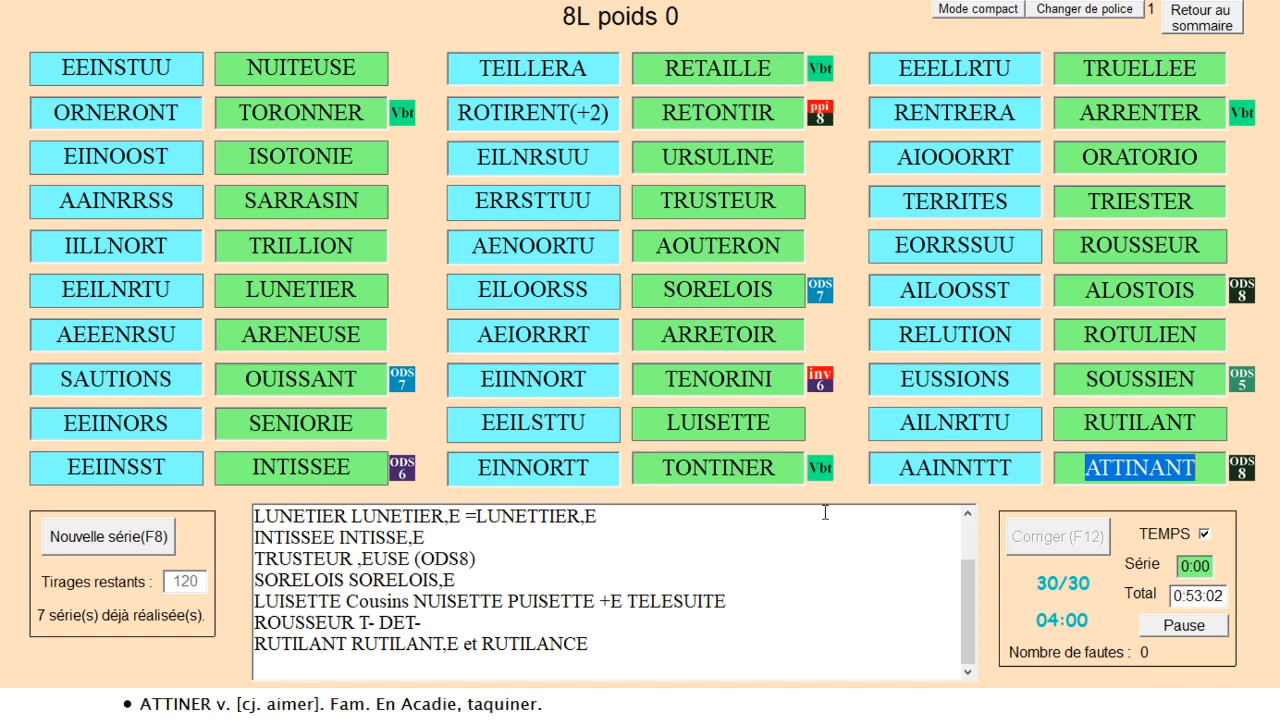 8L poids 0
Mode compact
Changer de police
1
Retour au
sommaire
EEINSTUU NUITEUSE
TEILLERA RETAILLE Vbt
EEELLRTU TRUELLEE
ORNERONT TORONNER Vbt
ROTIRENT(+2) RETONTIR ppi 8
RENTRERA ARRENTER Vbt
EIINOOST ISOTONIE
EILNRSUU URSULINE
AIOOORRT ORATORIO
AAINRRSS SARRASIN
ERRSTTUU TRUSTEUR
TERRITES TRIESTER
IILLNORT TRILLION
AENOORTU AOUTERON
EORRSSUU ROUSSEUR
EEILNRTU LUNETIER
EILOORSS SORELOIS ODS 7
AILOOSST ALOSTOIS ODS 8
AEEENRSU ARENEUSE
AEIORRRT ARRETOIR
RELUTION ROTULIEN
SAUTIONS OUISSANT ODS 7
EIINNORT TENORINI inv 6
EUSSIONS SOUSSIEN ODS 5
EEIINORS SENIORIE
EEILSTTU LUISETTE
AILNRTTU RUTILANT
EEIINSST INTISSEE ODS 6
EINNORTT TONTINER Vbt
AAINNTTT ATTINANT ODS 8
Nouvelle série(F8)
Tirages restants : 120
7 série(s) déjà réalisée(s).
LUNETIER LUNETIER,E =LUNETTIER,E
INTISSEE INTISSE,E
TRUSTEUR ,EUSE (ODS8)
SORELOIS SORELOIS,E
LUISETTE Cousins NUISETTE PUISETTE +E TELESUITE
ROUSSEUR T- DET-
RUTILANT RUTILANT,E et RUTILANCE
Corriger (F12)
TEMPS
Série 0:00
30/30
Total 0:53:02
04:00
Pause
Nombre de fautes : 0
• ATTINER v. [cj. aimer]. Fam. En Acadie, taquiner.